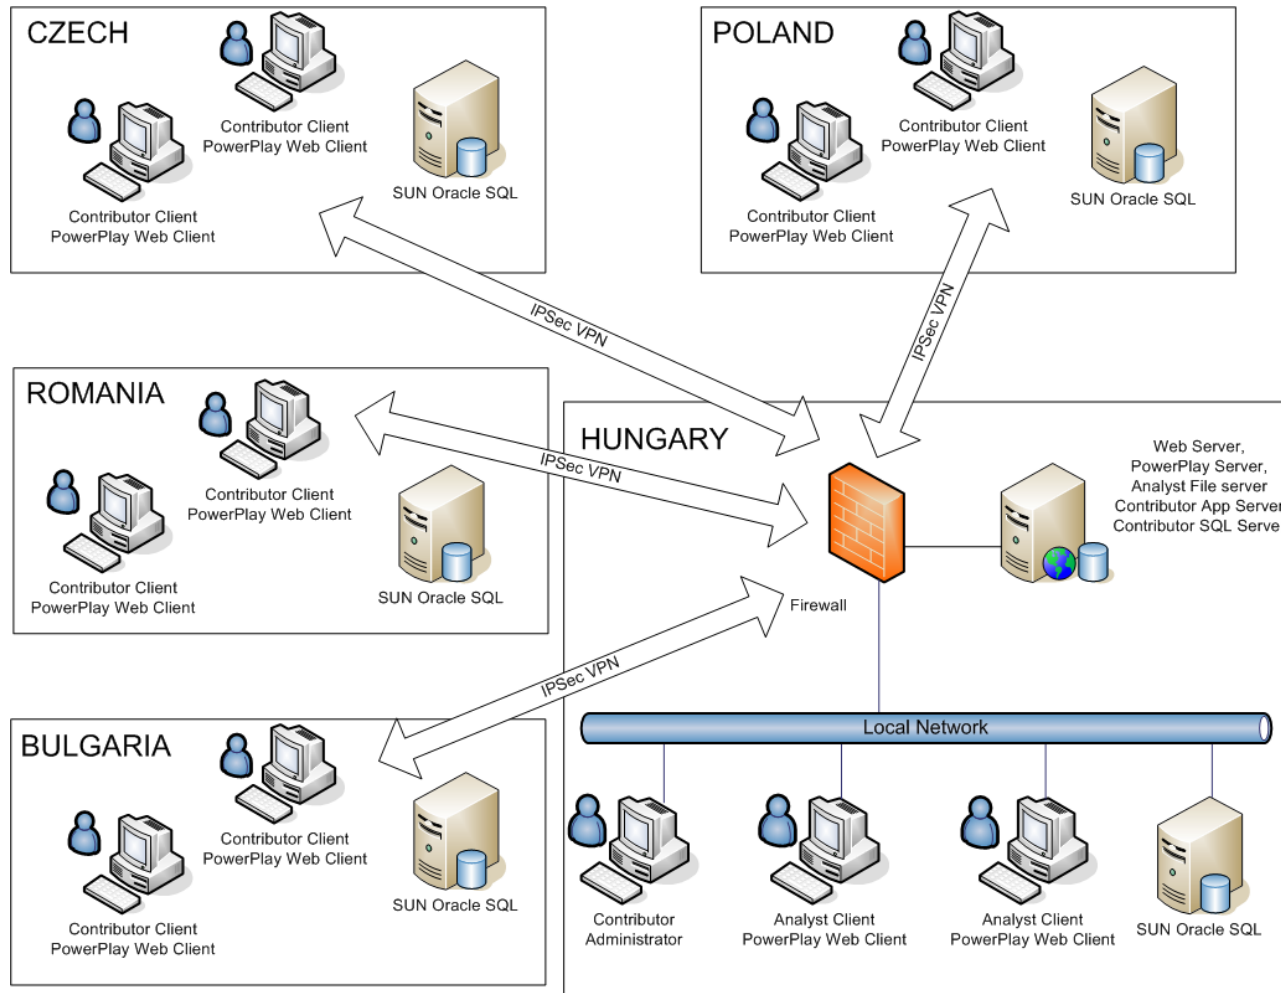 CZECH
Contributor Client
PowerPlay Web Client
Contributor Client
PowerPlay Web Client
SUN Oracle SQL
POLAND
Contributor Client
PowerPlay Web Client
Contributor Client
PowerPlay Web Client
SUN Oracle SQL
IPSec VPN
IPSec VPN
ROMANIA
Contributor Client
PowerPlay Web Client
Contributor Client
PowerPlay Web Client
SUN Oracle SQL
IPSec VPN
HUNGARY
Web Server,
PowerPlay Server,
Analyst File server
Contributor App Server
Contributor SQL Server
Firewall
IPSec VPN
BULGARIA
Contributor Client
PowerPlay Web Client
Contributor Client
PowerPlay Web Client
SUN Oracle SQL
Local Network
Contributor
Administrator
Analyst Client
PowerPlay Web Client
Analyst Client
PowerPlay Web Client
SUN Oracle SQL